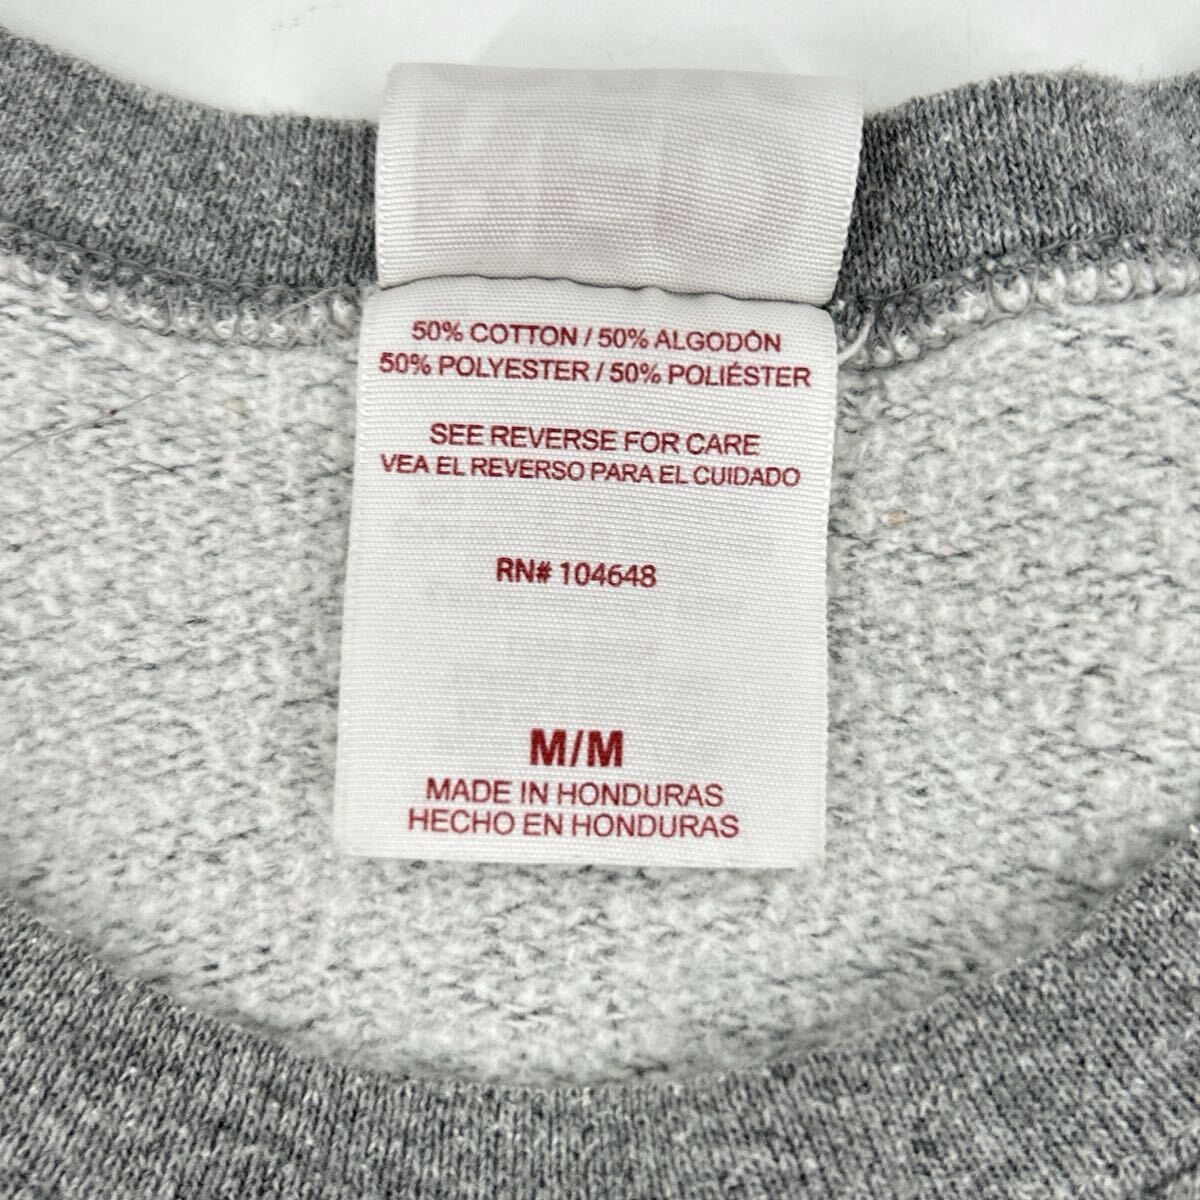 50% COTTON / 50% ALGODÓN
50% POLYESTER / 50% POLIÉSTER
SEE REVERSE FOR CARE
VEA EL REVERSO PARA EL CUIDADO
RN# 104648
M/M
MADE IN HONDURAS
HECHO EN HONDURAS